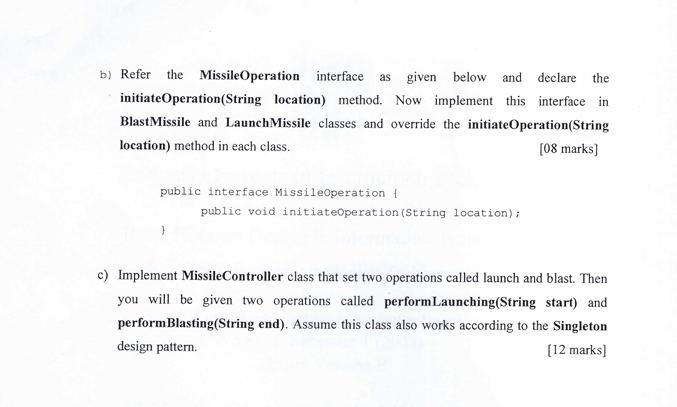 b) Refer the MissileOperation interface as given below and declare the
initiateOperation(String location) method. Now implement this interface in
BlastMissile and LaunchMissile classes and override the initiateOperation(String
location) method in each class. [08 marks]
public interface MissileOperation {
public void initiateOperation(String location);
}
c) Implement MissileController class that set two operations called launch and blast. Then
you will be given two operations called performLaunching(String start) and
performBlasting(String end). Assume this class also works according to the Singleton
design pattern. [12 marks]